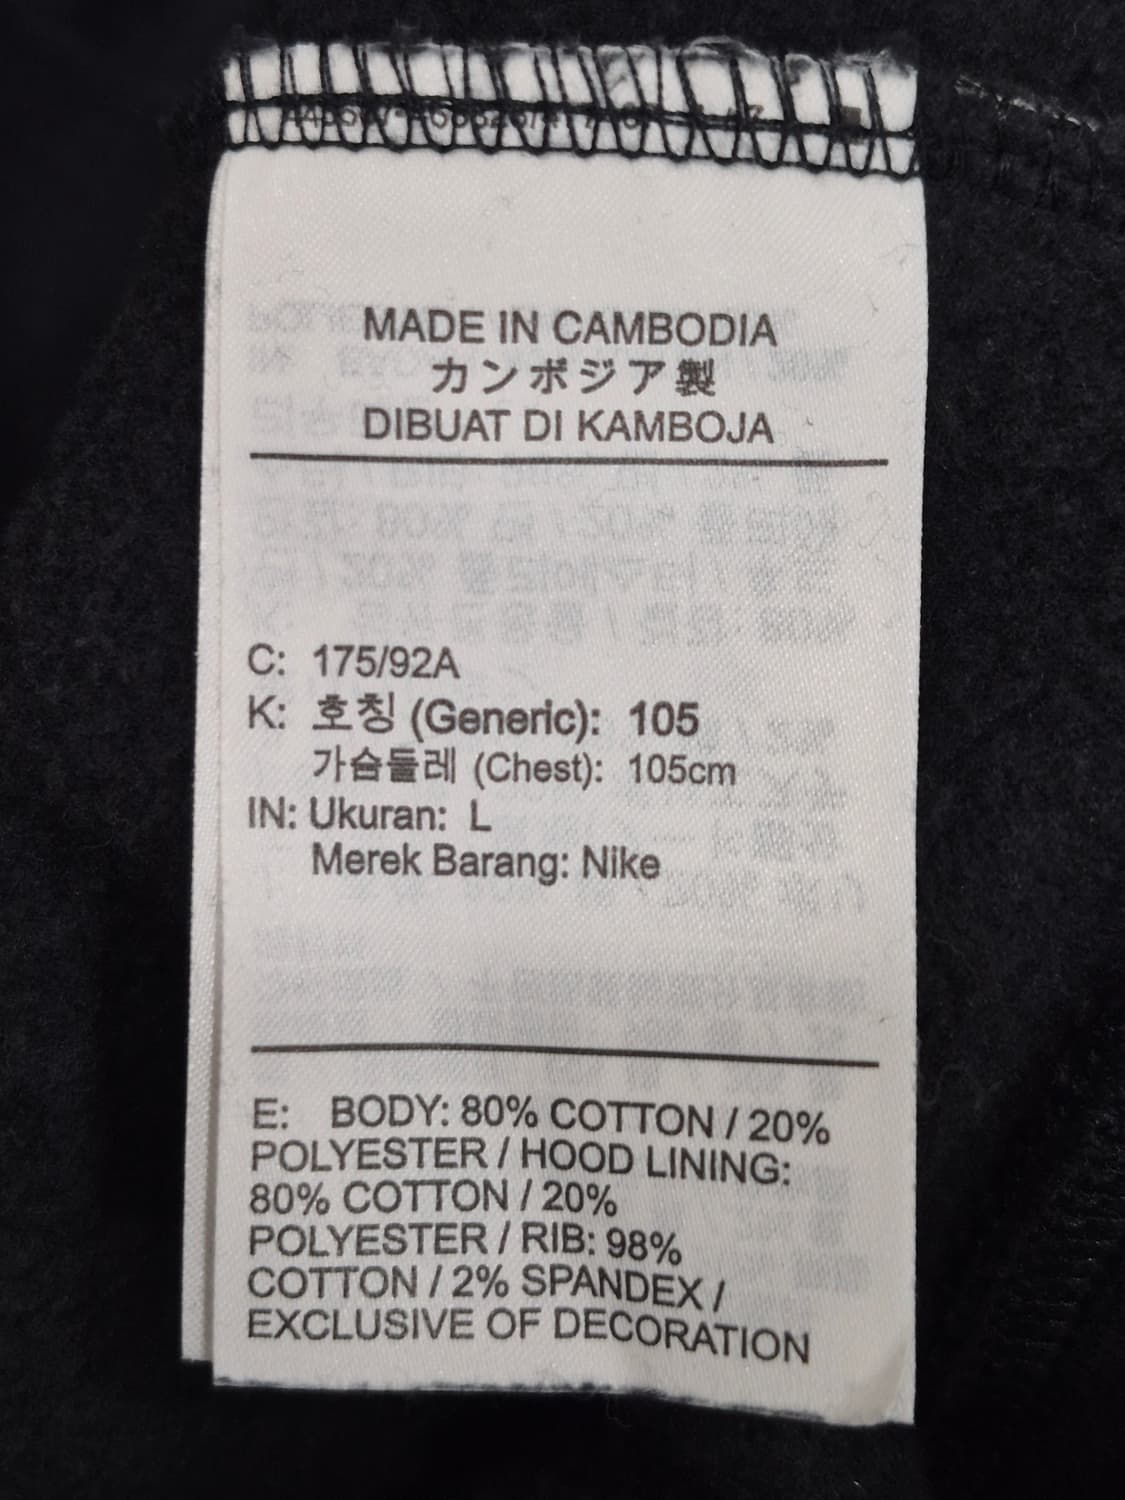 MADE IN CAMBODIA
カンボジア製
DIBUAT DI KAMBOJA
C: 175/92A
K: 호칭 (Generic): 105
가슴둘레 (Chest): 105cm
IN: Ukuran: L
Merek Barang: Nike
E: BODY: 80% COTTON / 20%
POLYESTER / HOOD LINING:
80% COTTON / 20%
POLYESTER / RIB: 98%
COTTON / 2% SPANDEX /
EXCLUSIVE OF DECORATION